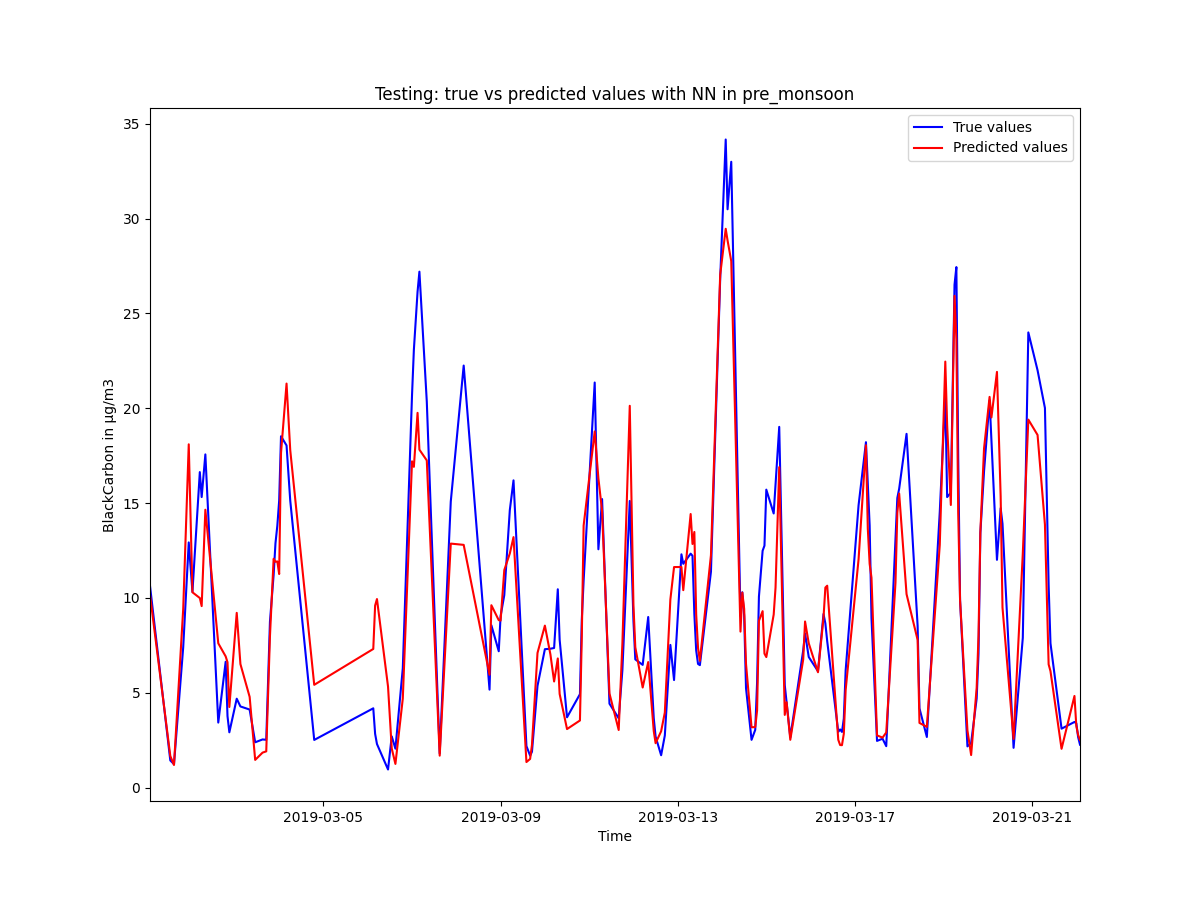 Testing: true vs predicted values with NN in pre_monsoon
True values
Predicted values
35
30
25
20
15
10
5
0
BlackCarbon in µg/m3
2019-03-05
2019-03-09
2019-03-13
2019-03-17
2019-03-21
Time